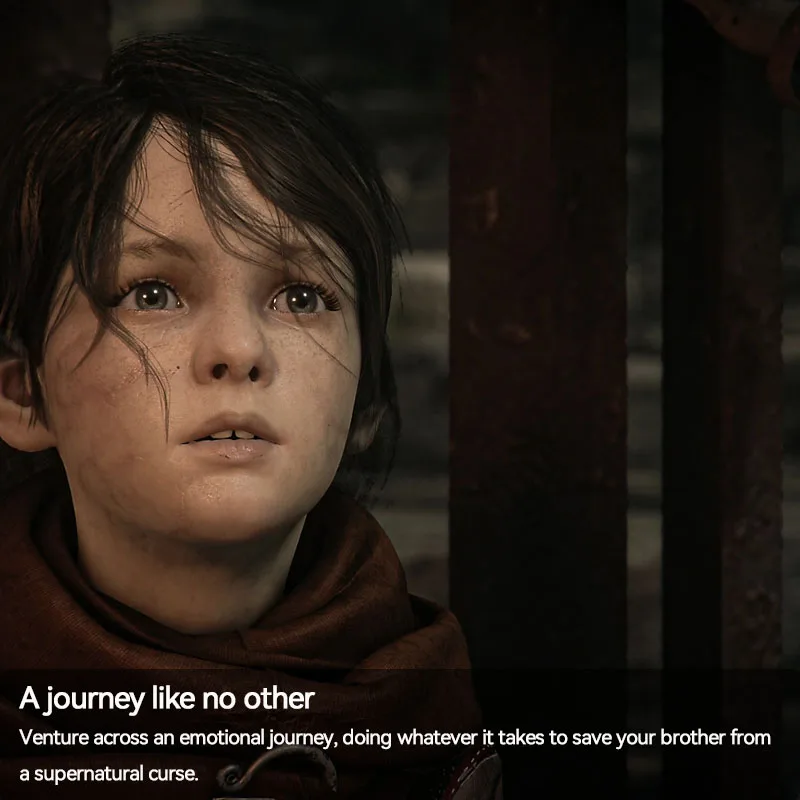 A journey like no other
Venture across an emotional journey, doing whatever it takes to save your brother from
a supernatural curse.